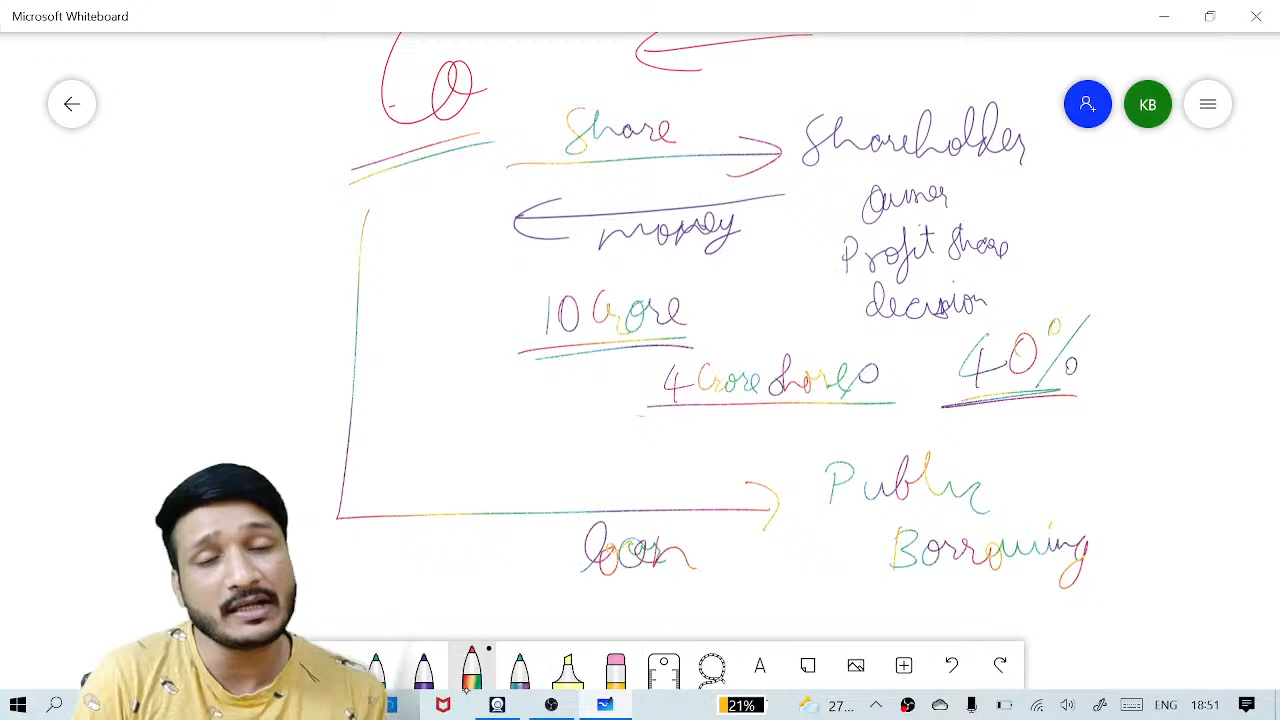 Microsoft Whiteboard
Co
KB
Share
Shareholder
owner
money
Profit share
decision
10 Crore
4 Crore shares
40%
Public
loan
Borrowing
A
21%
27...
ENG
18:51